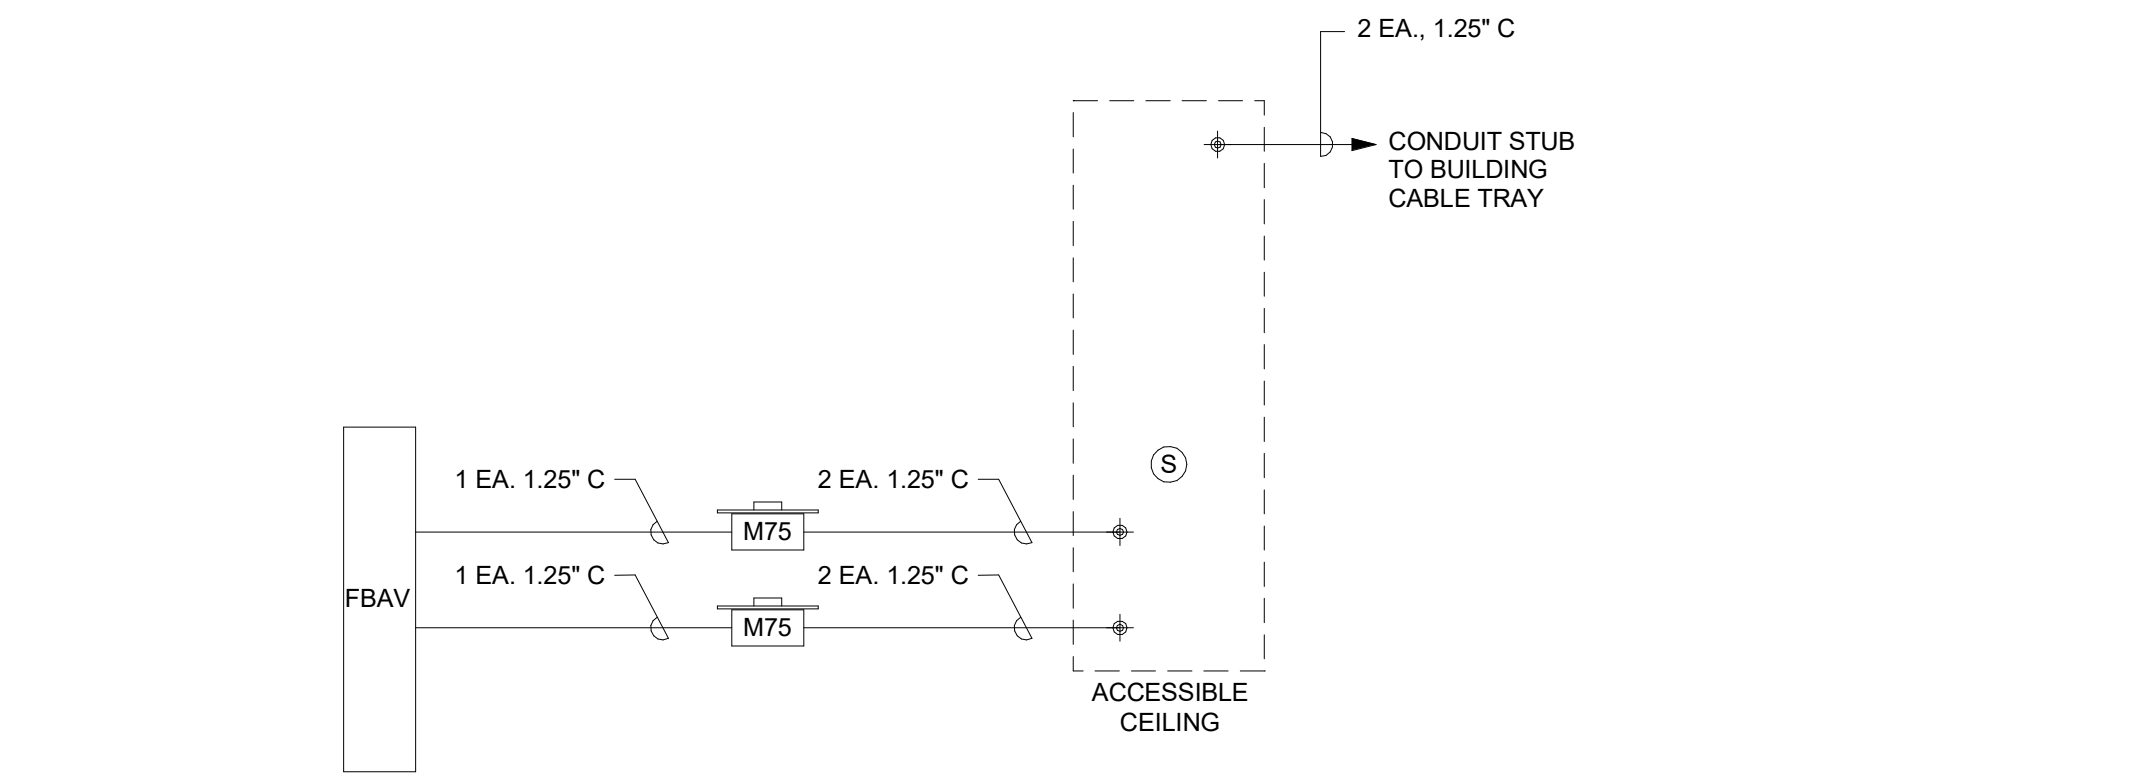 2 EA., 1.25" C
CONDUIT STUB
TO BUILDING
CABLE TRAY
S
1 EA. 1.25" C
2 EA. 1.25" C
M75
1 EA. 1.25" C
2 EA. 1.25" C
FBAV
M75
ACCESSIBLE
CEILING